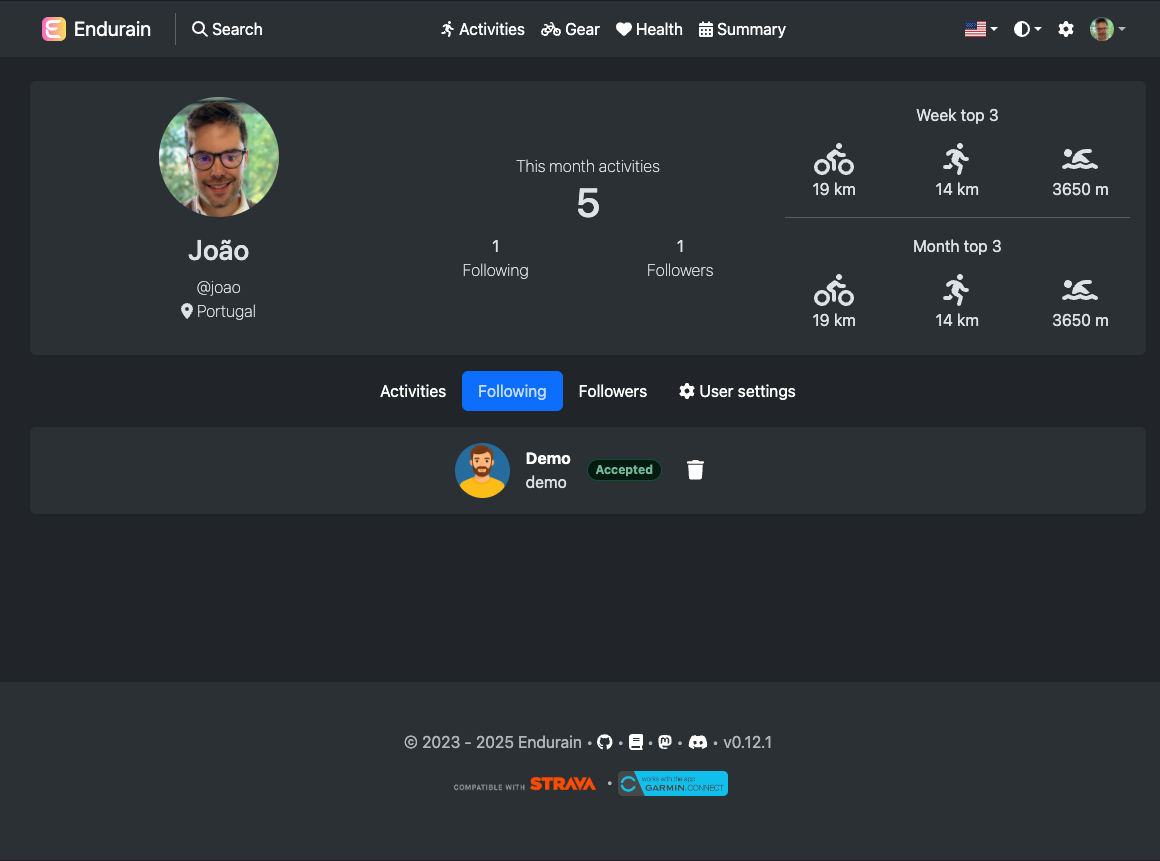 Endurain
Search
Activities
Gear
Health
Summary
João
@joao
Portugal
This month activities
5
1
Following
1
Followers
Week top 3
19 km
14 km
3650 m
Month top 3
19 km
14 km
3650 m
Activities
Following
Followers
User settings
Demo
demo
Accepted
© 2023 - 2025 Endurain • • • • • v0.12.1
COMPATIBLE WITH STRAVA •
works with the app
GARMIN.CONNECT